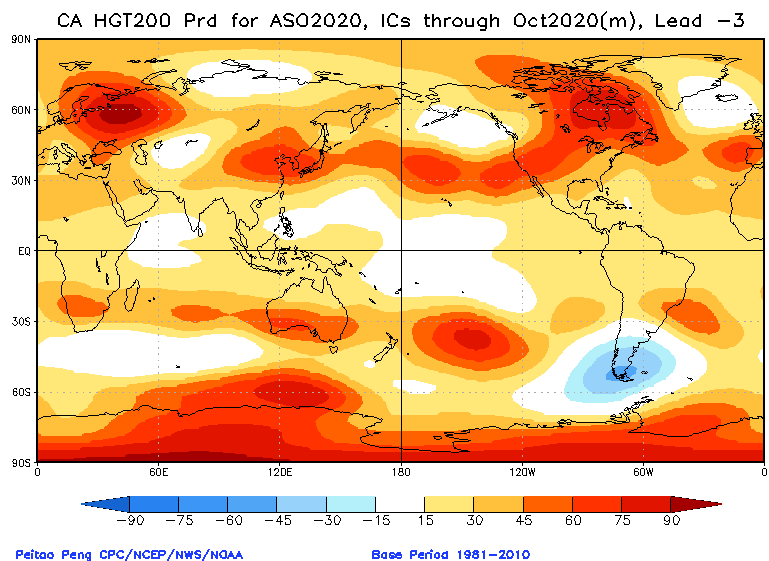 CA HGT200 Prd for ASO2020, ICs through Oct2020(m), Lead -3
90N
60N
30N
EQ
30S
60S
90S
0 60E 120E 180 120W 60W 0
-90 -75 -60 -45 -30 -15 15 30 45 60 75 90
Peitao Peng CPC/NCEP/NWS/NOAA Base Period 1981-2010